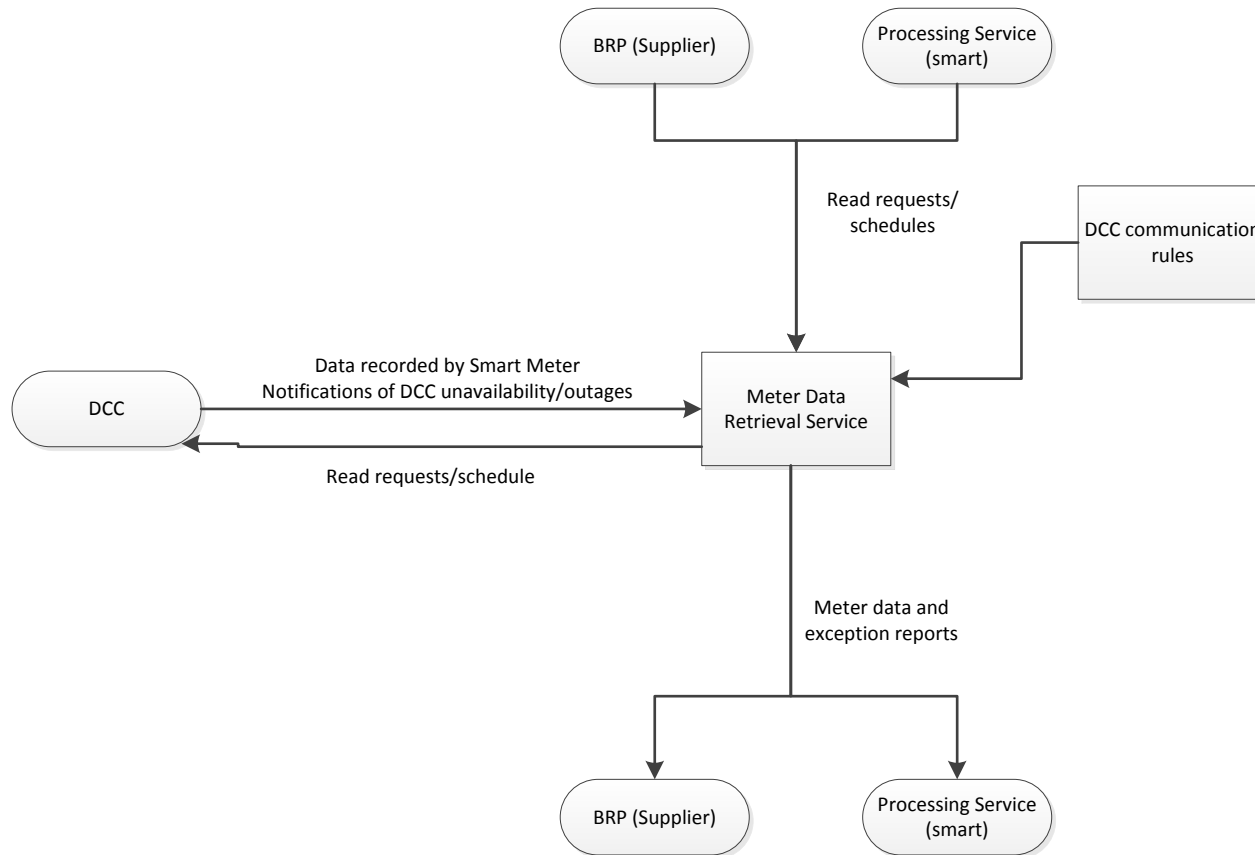 BRP (Supplier)
Processing Service
(smart)
Read requests/
schedules
DCC communication
rules
Data recorded by Smart Meter
Notifications of DCC unavailability/outages
DCC
Meter Data
Retrieval Service
Read requests/schedule
Meter data and
exception reports
BRP (Supplier)
Processing Service
(smart)